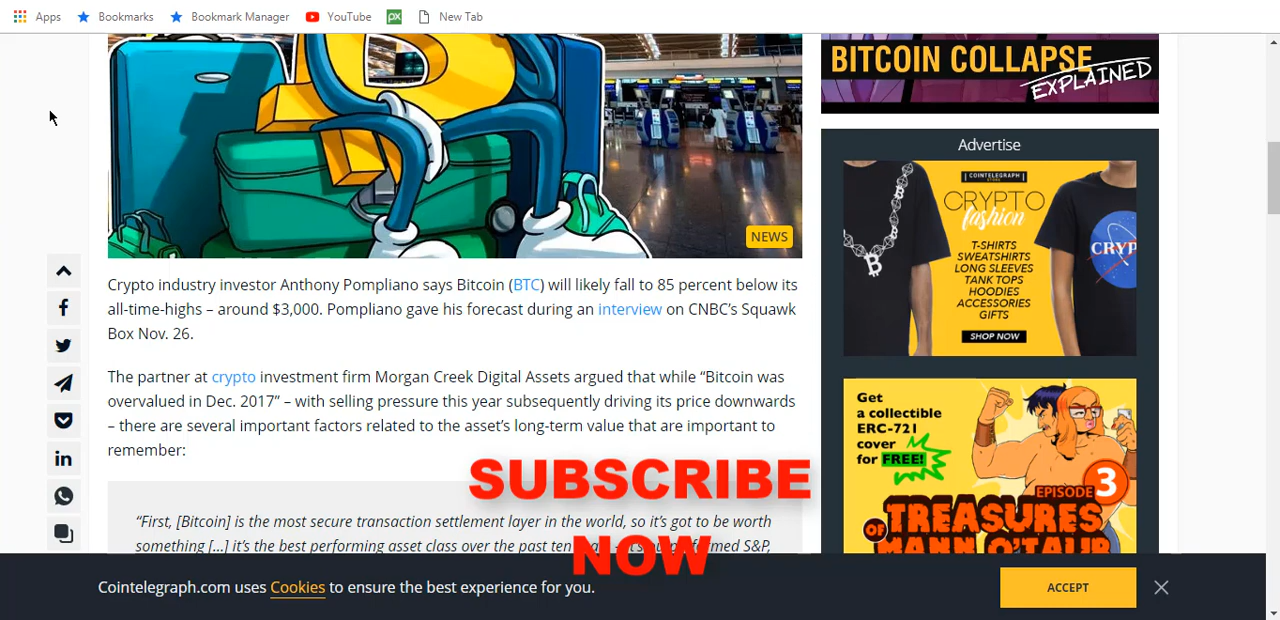 Apps Bookmarks Bookmark Manager YouTube px New Tab
NEWS
Crypto industry investor Anthony Pompliano says Bitcoin (BTC) will likely fall to 85 percent below its
all-time-highs – around $3,000. Pompliano gave his forecast during an interview on CNBC's Squawk
Box Nov. 26.
The partner at crypto investment firm Morgan Creek Digital Assets argued that while “Bitcoin was
overvalued in Dec. 2017” – with selling pressure this year subsequently driving its price downwards
– there are several important factors related to the asset's long-term value that are important to
remember:
“First, [Bitcoin] is the most secure transaction settlement layer in the world, so it's got to be worth
something [...] it's the best performing asset class over the past ten S&P,
SUBSCRIBE
NOW
BITCOIN COLLAPSE
EXPLAINED
Advertise
COINTELEGRAPH
CRYPTO
fashion
T-SHIRTS
SWEATSHIRTS
LONG SLEEVES
TANK TOPS
HOODIES
ACCESSORIES
GIFTS
SHOP NOW
CRYP
Get
a collectible
ERC-721
cover
for FREE!
EPISODE 3
TREASURES
OF MANN O'TAUR
Cointelegraph.com uses Cookies to ensure the best experience for you.
ACCEPT